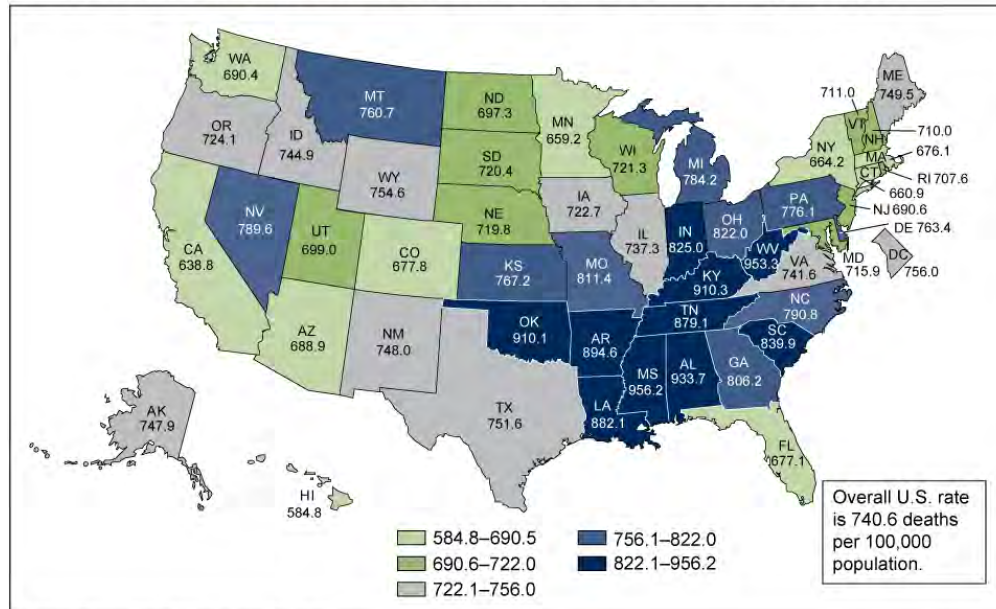 WA
690.4
OR
724.1
ID
744.9
MT
760.7
WY
754.6
ND
697.3
SD
720.4
NE
719.8
MN
659.2
WI
721.3
MI
784.2
IA
722.7
IL
737.3
IN
825.0
OH
822.0
PA
776.1
NY
664.2
VT
711.0
NH
710.0
ME
749.5
MA
676.1
RI 707.6
CT
660.9
NJ 690.6
DE 763.4
MD
715.9
DC
756.0
VA
741.6
WV
953.3
KY
910.3
NC
790.8
TN
879.1
SC
839.9
GA
806.2
AL
933.7
MS
956.2
LA
882.1
AR
894.6
MO
811.4
KS
767.2
OK
910.1
TX
751.6
NM
748.0
CO
677.8
UT
699.0
NV
789.6
CA
638.8
AZ
688.9
AK
747.9
HI
584.8
FL
677.1
584.8–690.5
690.6–722.0
722.1–756.0
756.1–822.0
822.1–956.2
Overall U.S. rate
is 740.6 deaths
per 100,000
population.